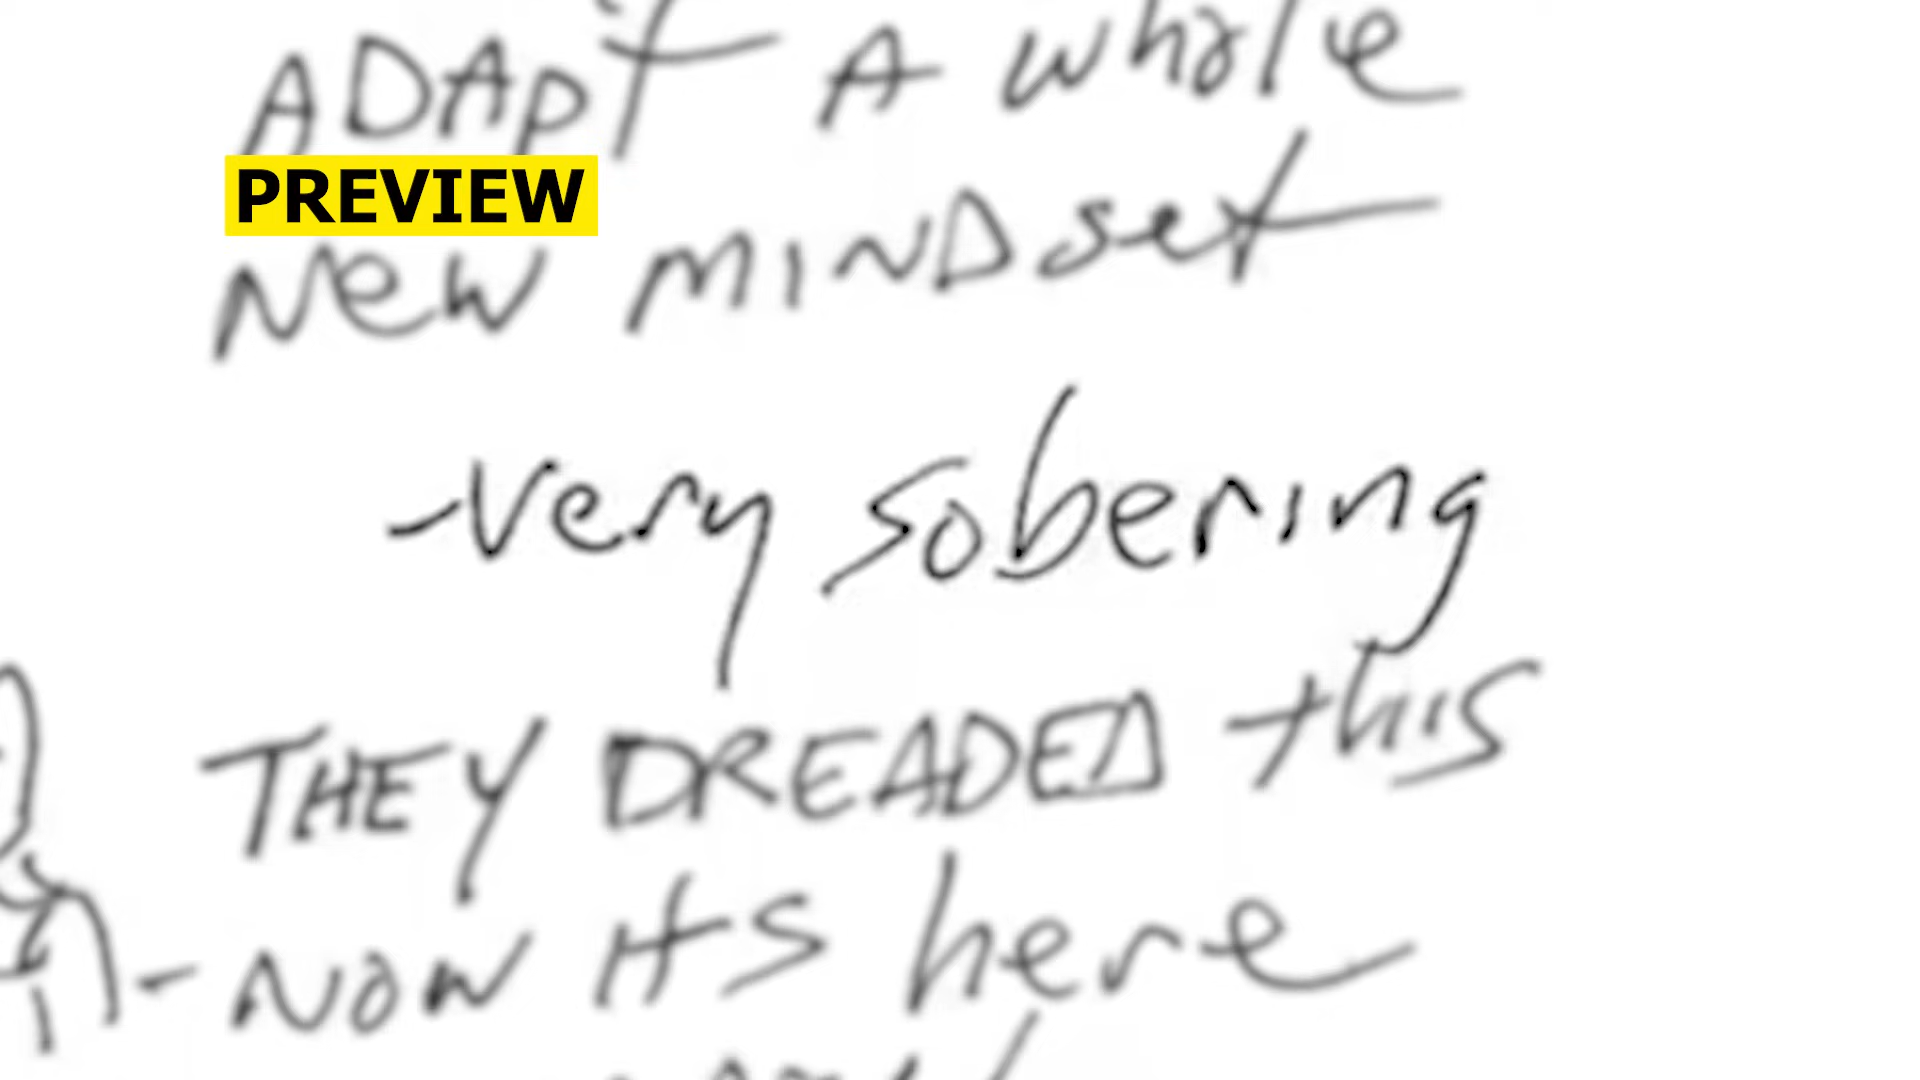 ADAPT A whole
PREVIEW
New MINDset
-very sobering
THEY DREADED this
-NOW ItS here